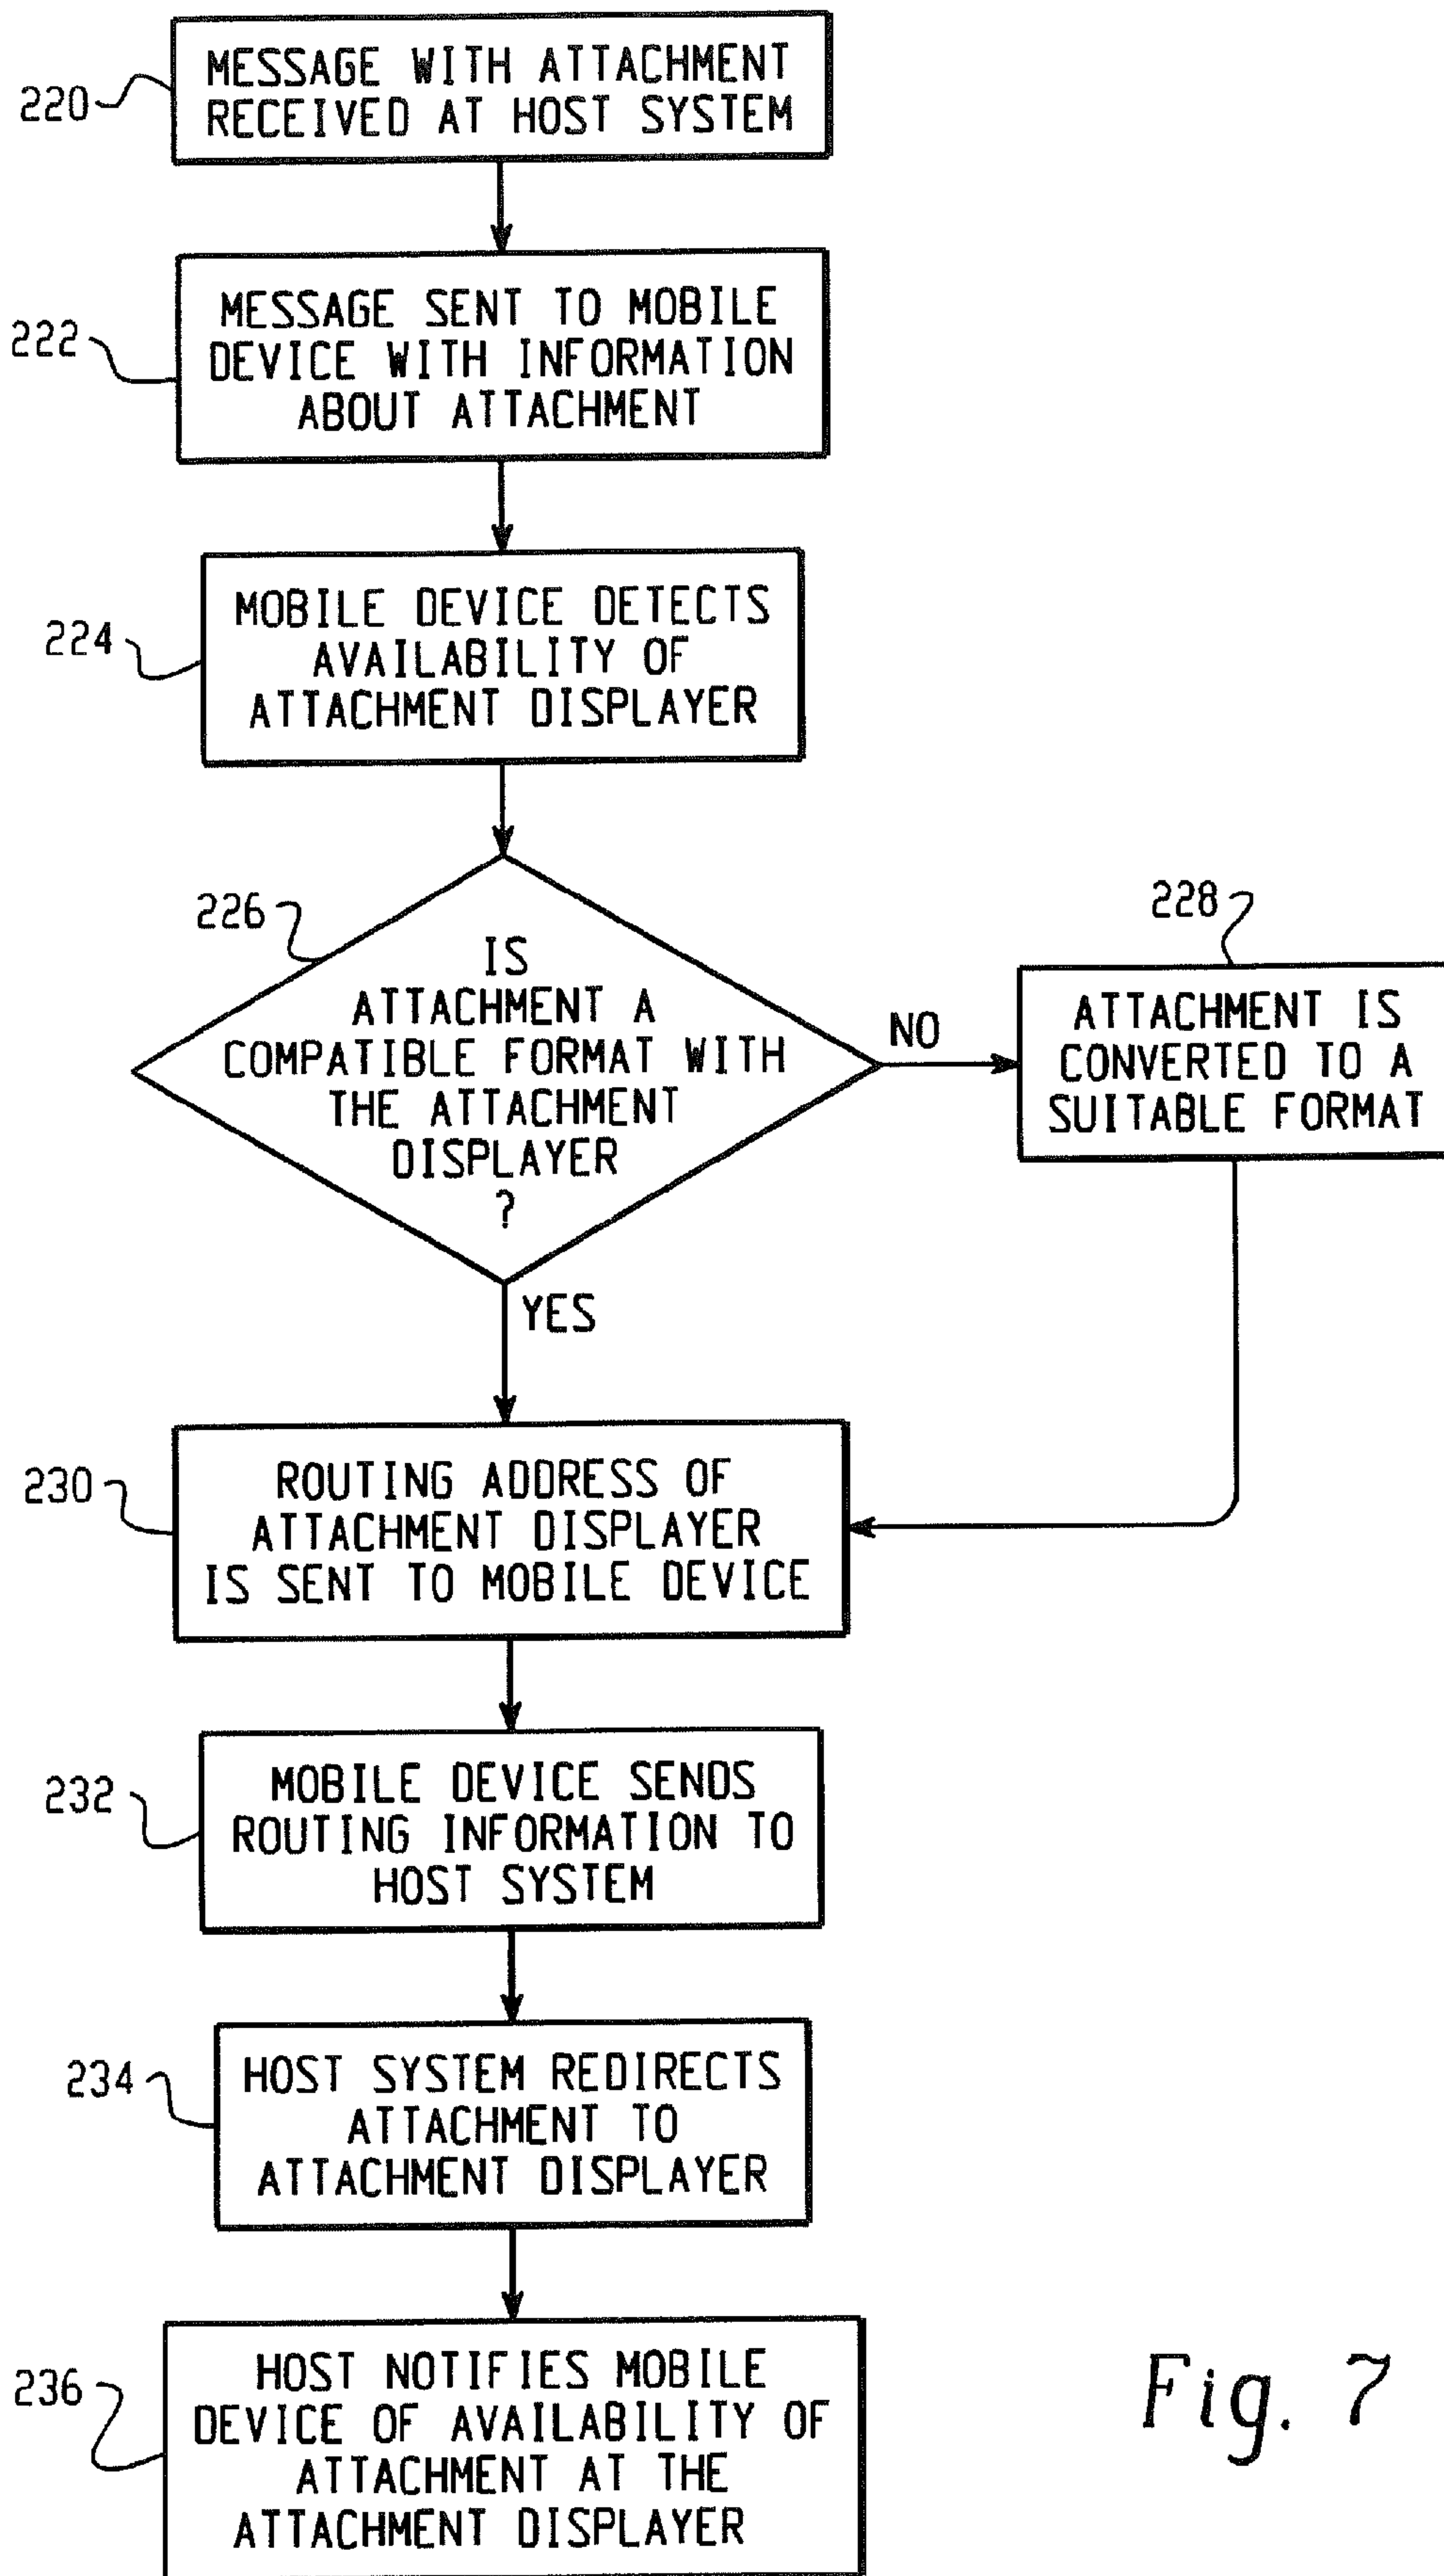 220
MESSAGE WITH ATTACHMENT
RECEIVED AT HOST SYSTEM
222
MESSAGE SENT TO MOBILE
DEVICE WITH INFORMATION
ABOUT ATTACHMENT
224
MOBILE DEVICE DETECTS
AVAILABILITY OF
ATTACHMENT DISPLAYER
226
IS
ATTACHMENT A
COMPATIBLE FORMAT WITH
THE ATTACHMENT
DISPLAYER
?
NO
228
ATTACHMENT IS
CONVERTED TO A
SUITABLE FORMAT
YES
230
ROUTING ADDRESS OF
ATTACHMENT DISPLAYER
IS SENT TO MOBILE DEVICE
232
MOBILE DEVICE SENDS
ROUTING INFORMATION TO
HOST SYSTEM
234
HOST SYSTEM REDIRECTS
ATTACHMENT TO
ATTACHMENT DISPLAYER
236
HOST NOTIFIES MOBILE
DEVICE OF AVAILABILITY OF
ATTACHMENT AT THE
ATTACHMENT DISPLAYER
Fig. 7